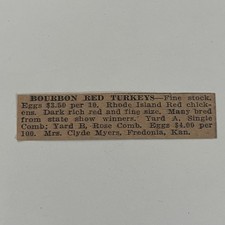 BOURBON RED TURKEYS—Fine stock.
Eggs $3.50 per 10. Rhode Island Red chick-
ens. Dark rich red and fine size. Many bred
from state show winners. Yard A, Single
Comb; Yard B, Rose Comb. Eggs $4.00 per
100. Mrs. Clyde Myers, Fredonia, Kan.